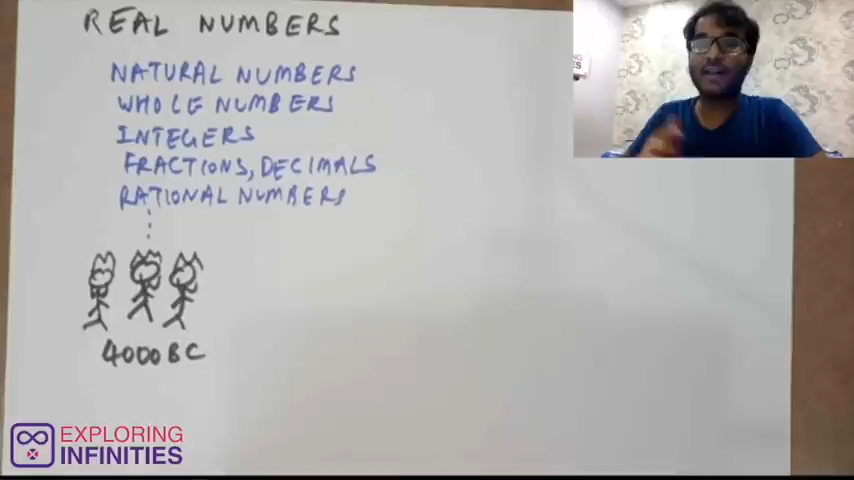 REAL NUMBERS
NATURAL NUMBERS
WHOLE NUMBERS
INTEGERS
FRACTIONS, DECIMALS
RATIONAL NUMBERS
4000 BC
EXPLORING
INFINITIES